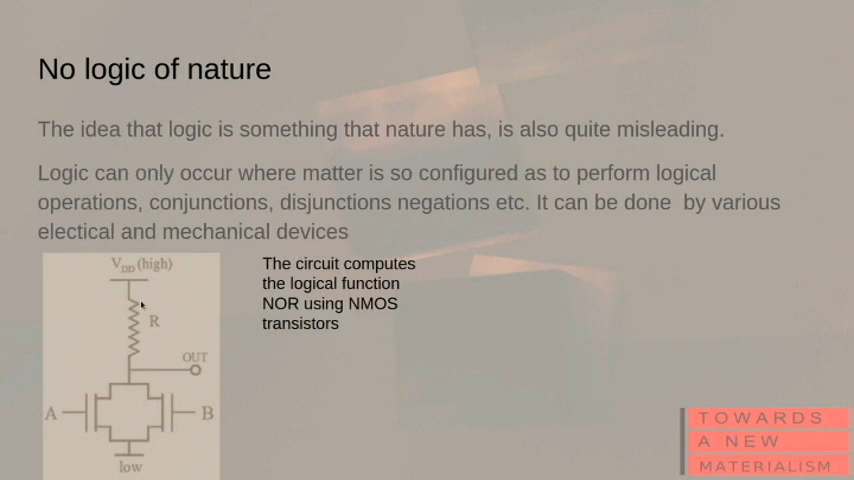 No logic of nature
The idea that logic is something that nature has, is also quite misleading.
Logic can only occur where matter is so configured as to perform logical
operations, conjunctions, disjunctions negations etc. It can be done  by various
electical and mechanical devices
V_DD (high)
R
OUT
A
B
low
The circuit computes
the logical function
NOR using NMOS
transistors
TOWARDS
A NEW
MATERIALISM